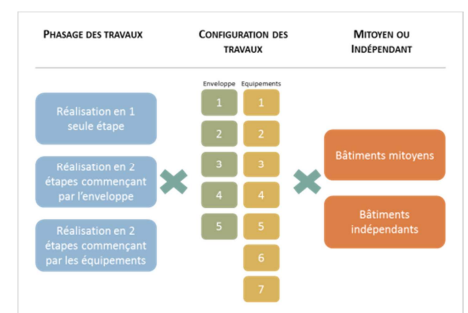 PHASAGE DES TRAVAUX
CONFIGURATION DES
TRAVAUX
MITOYEN OU
INDÉPENDANT
Enveloppe Equipements
Réalisation en 1
seule étape
Réalisation en 2
étapes commençant
par l'enveloppe
Réalisation en 2
étapes commençant
par les équipements
1 1
2 2
3 3
4 4
5 5
6
7
Bâtiments mitoyens
Bâtiments
indépendants